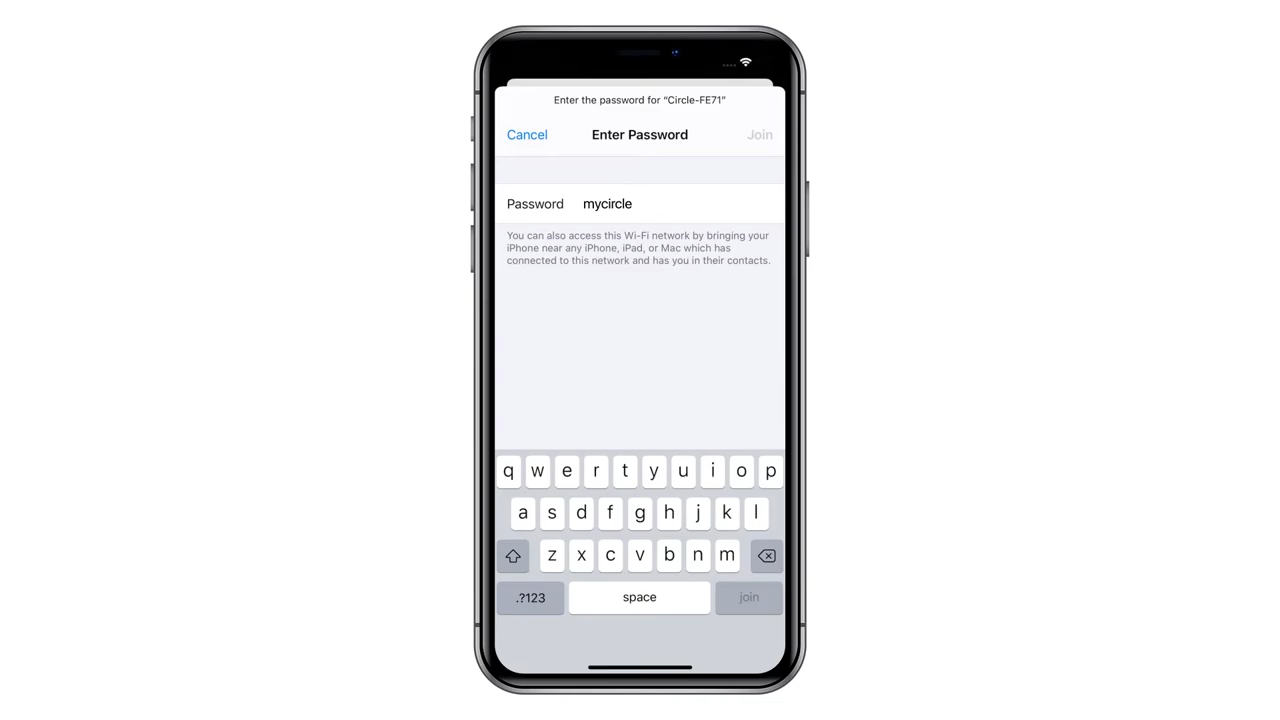 Enter the password for “Circle-FE71”
Cancel Enter Password Join
Password mycircle
You can also access this Wi-Fi network by bringing your
iPhone near any iPhone, iPad, or Mac which has
connected to this network and has you in their contacts.
q w e r t y u i o p
a s d f g h j k l
z x c v b n m
.?123 space join